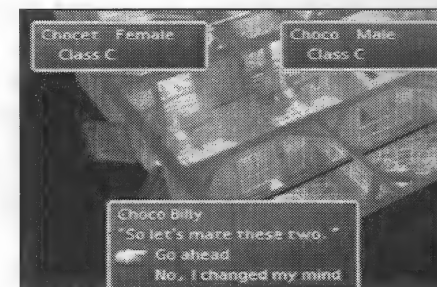 Chocet Female
Class C
Choco Male
Class C
Choco Billy
"So let's mate these two."
Go ahead
No, I changed my mind